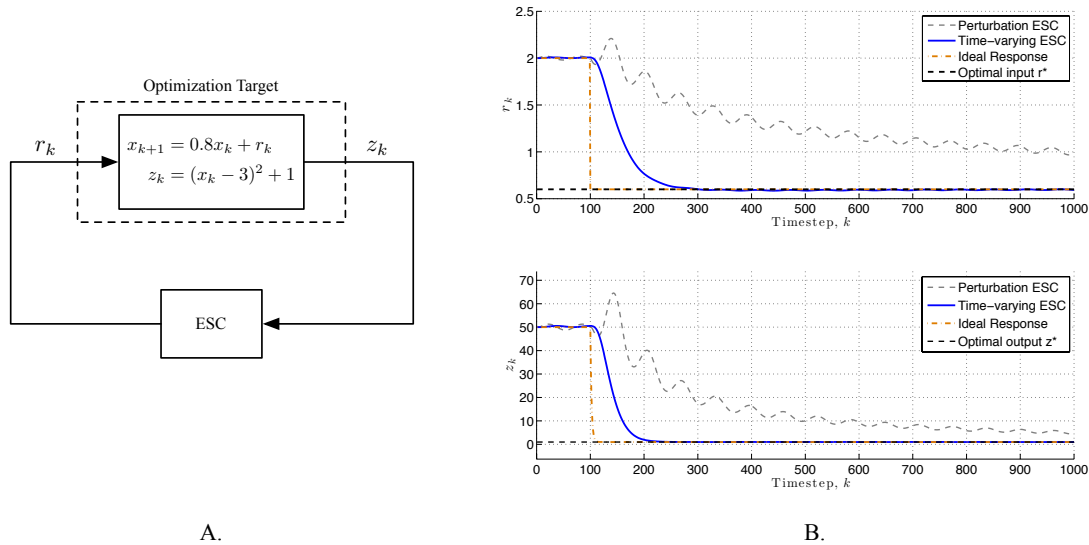 Optimization Target
r_k
x_{k+1} = 0.8x_k + r_k
z_k = (x_k − 3)^2 + 1
z_k
ESC
A.
2.5
2
1.5
1
0.5
r_k
0 100 200 300 400 500 600 700 800 900 1000
Timestep, k
Perturbation ESC
Time−varying ESC
Ideal Response
Optimal input r*
70
60
50
40
30
20
10
0
z_k
0 100 200 300 400 500 600 700 800 900 1000
Timestep, k
Perturbation ESC
Time−varying ESC
Ideal Response
Optimal output z*
B.